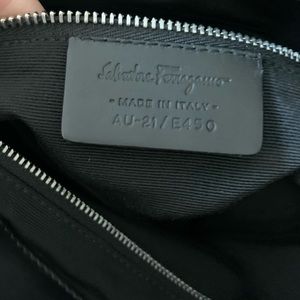 Salvatore Ferragamo
- MADE IN ITALY -
AU-21/E450